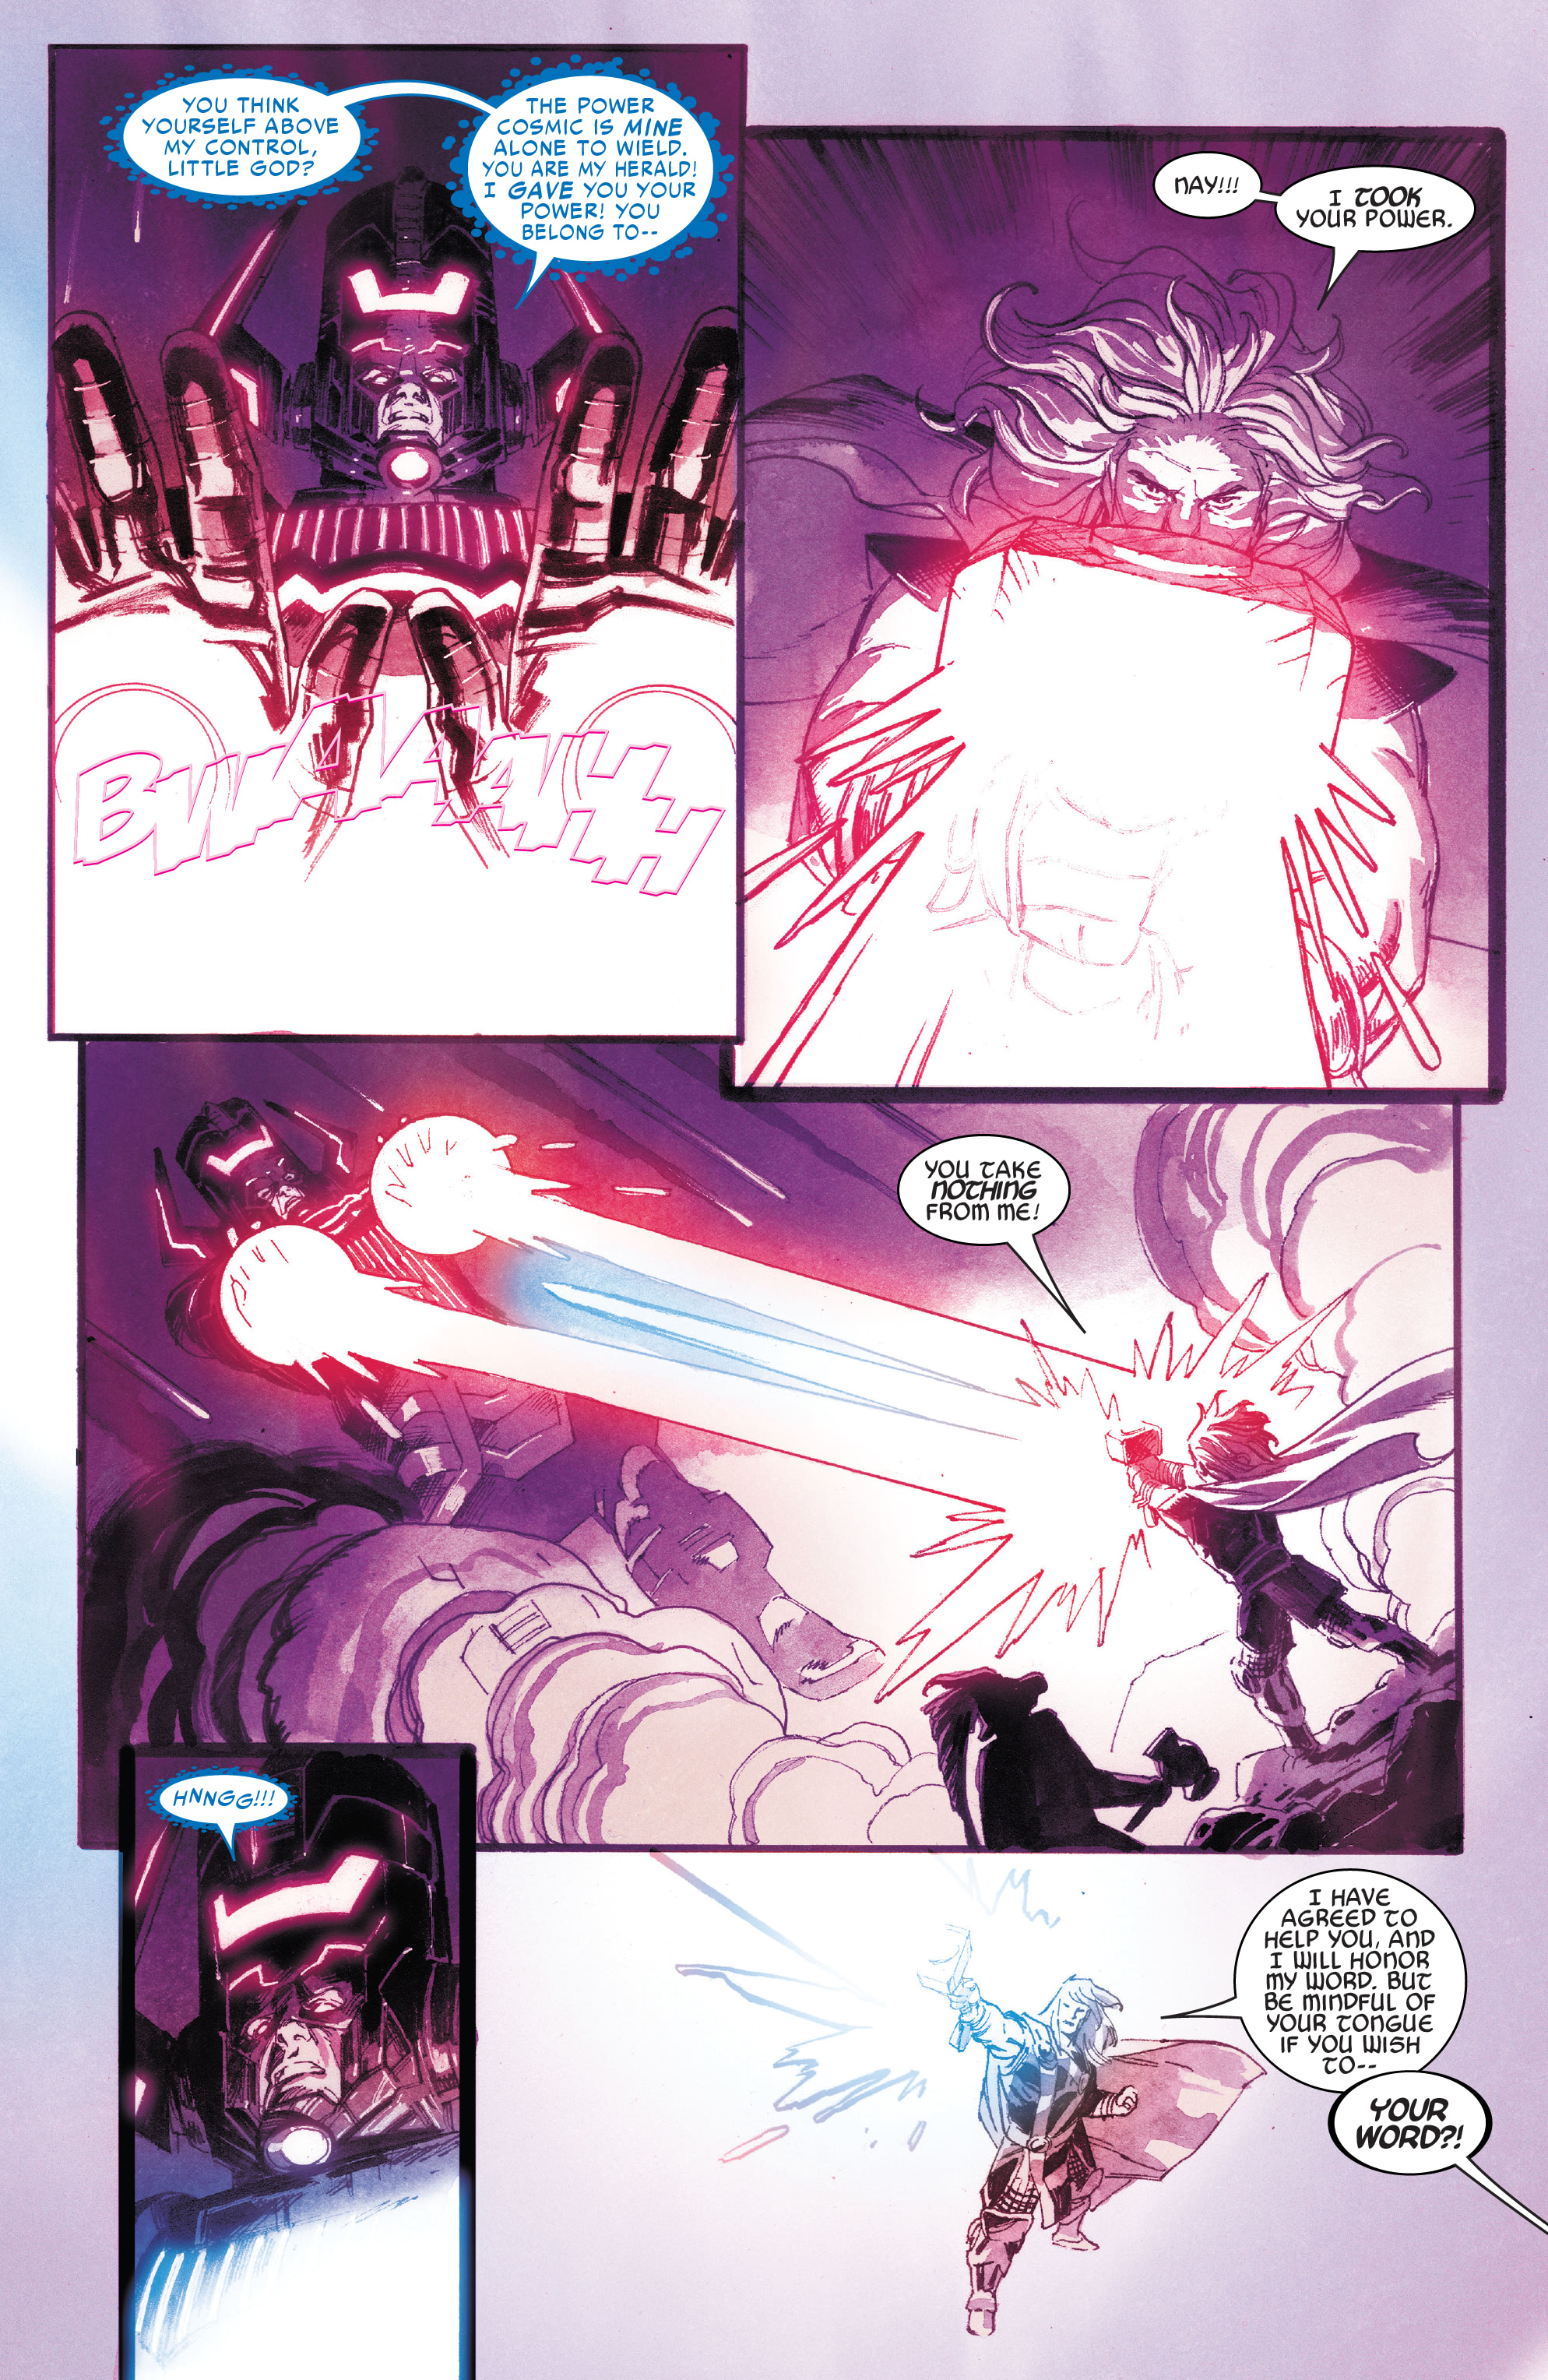 YOU THINK
YOURSELF ABOVE
MY CONTROL,
LITTLE GOD?
THE POWER
COSMIC IS MINE
ALONE TO WIELD.
YOU ARE MY HERALD!
I GAVE YOU YOUR
POWER! YOU
BELONG TO--
BWAAAAHHH
NAY!!!
I TOOK
YOUR POWER.
YOU TAKE
NOTHING
FROM ME!
HNNGG!!!
I HAVE
AGREED TO
HELP YOU, AND
I WILL HONOR
MY WORD. BUT
BE MINDFUL OF
YOUR TONGUE
IF YOU WISH
TO--
YOUR
WORD?!